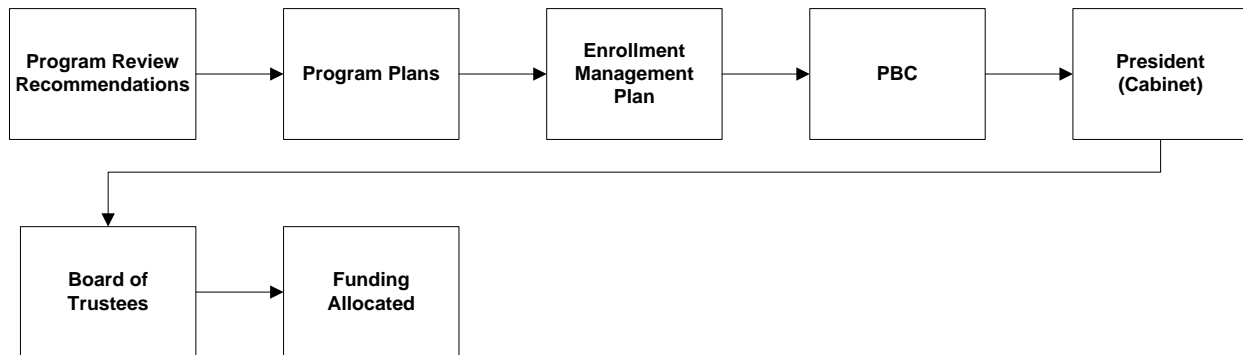 Program Review
Recommendations
Program Plans
Enrollment
Management
Plan
PBC
President
(Cabinet)
Board of
Trustees
Funding
Allocated